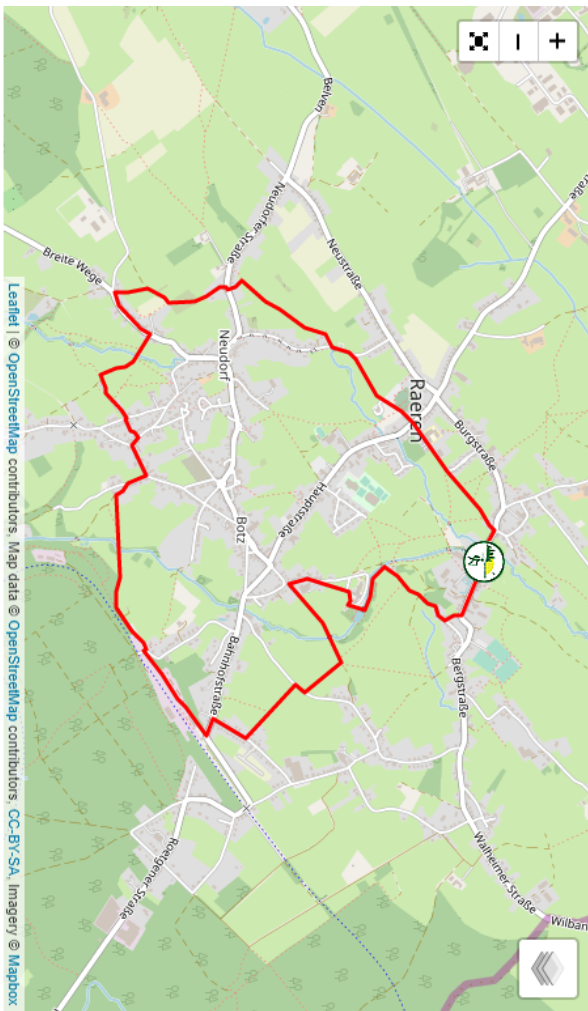 Belven
Neudorfer Straße
Neustraße
Breite Wege
Neudorf
Raeren
Burgstraße
Hauptstraße
Botz
Bahnhofstraße
Bergstraße
Walheimer Straße
Wilban
Roetgener Straße
raße
Leaflet | © OpenStreetMap contributors, Map data © OpenStreetMap contributors, CC-BY-SA, Imagery © Mapbox